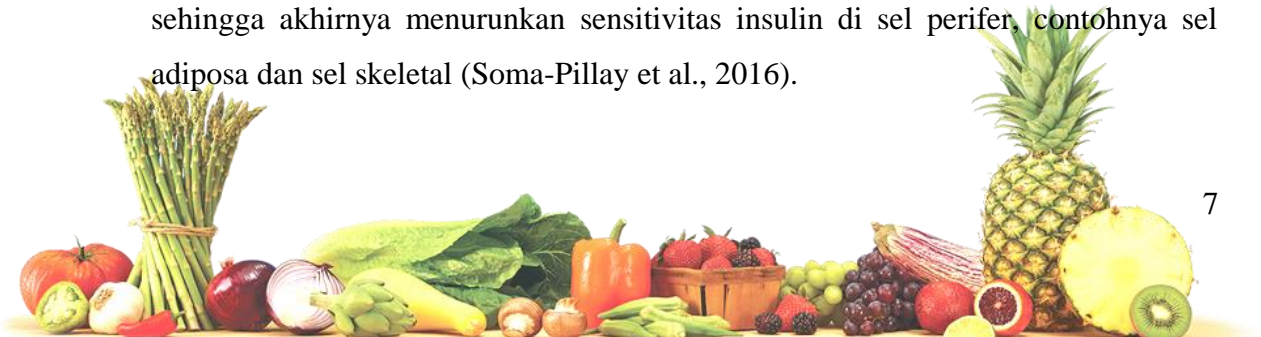 sehingga akhirnya menurunkan sensitivitas insulin di sel perifer, contohnya sel
adiposa dan sel skeletal (Soma-Pillay et al., 2016).
7